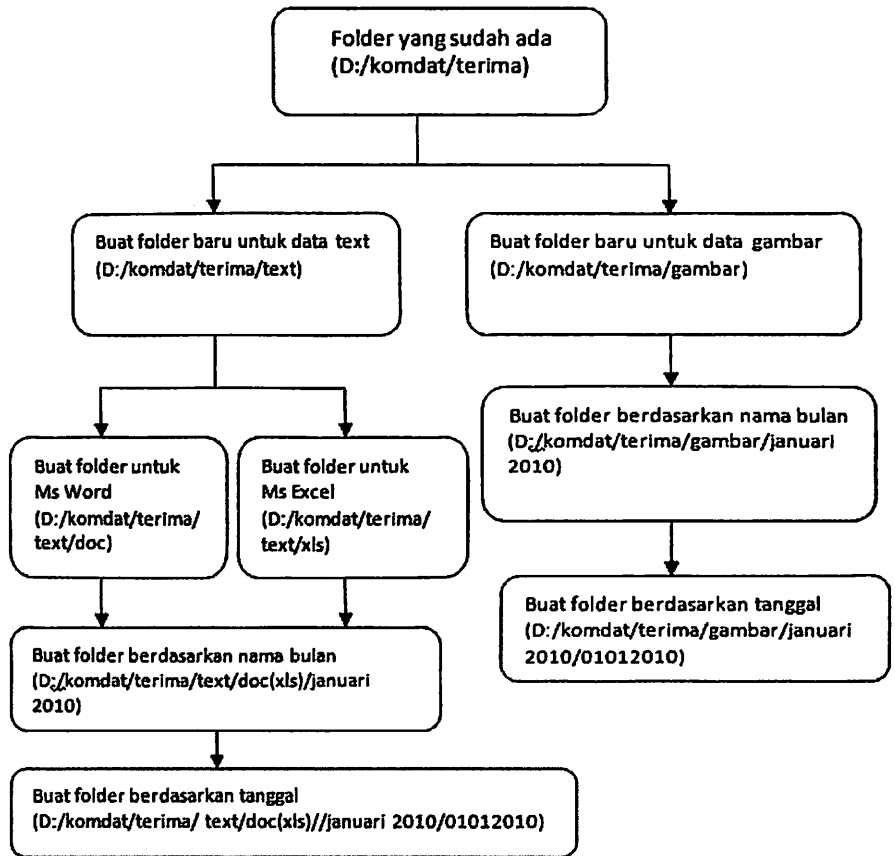 Folder yang sudah ada
(D:/komdat/terima)
Buat folder baru untuk data text
(D:/komdat/terima/text)
Buat folder baru untuk data gambar
(D:/komdat/terima/gambar)
Buat folder untuk
Ms Word
(D:/komdat/terima/
text/doc)
Buat folder untuk
Ms Excel
(D:/komdat/terima/
text/xls)
Buat folder berdasarkan nama bulan
(D:/komdat/terima/gambar/januari
2010)
Buat folder berdasarkan tanggal
(D:/komdat/terima/gambar/januari
2010/01012010)
Buat folder berdasarkan nama bulan
(D:/komdat/terima/text/doc(xls)/januari
2010)
Buat folder berdasarkan tanggal
(D:/komdat/terima/ text/doc(xls)//januari 2010/01012010)